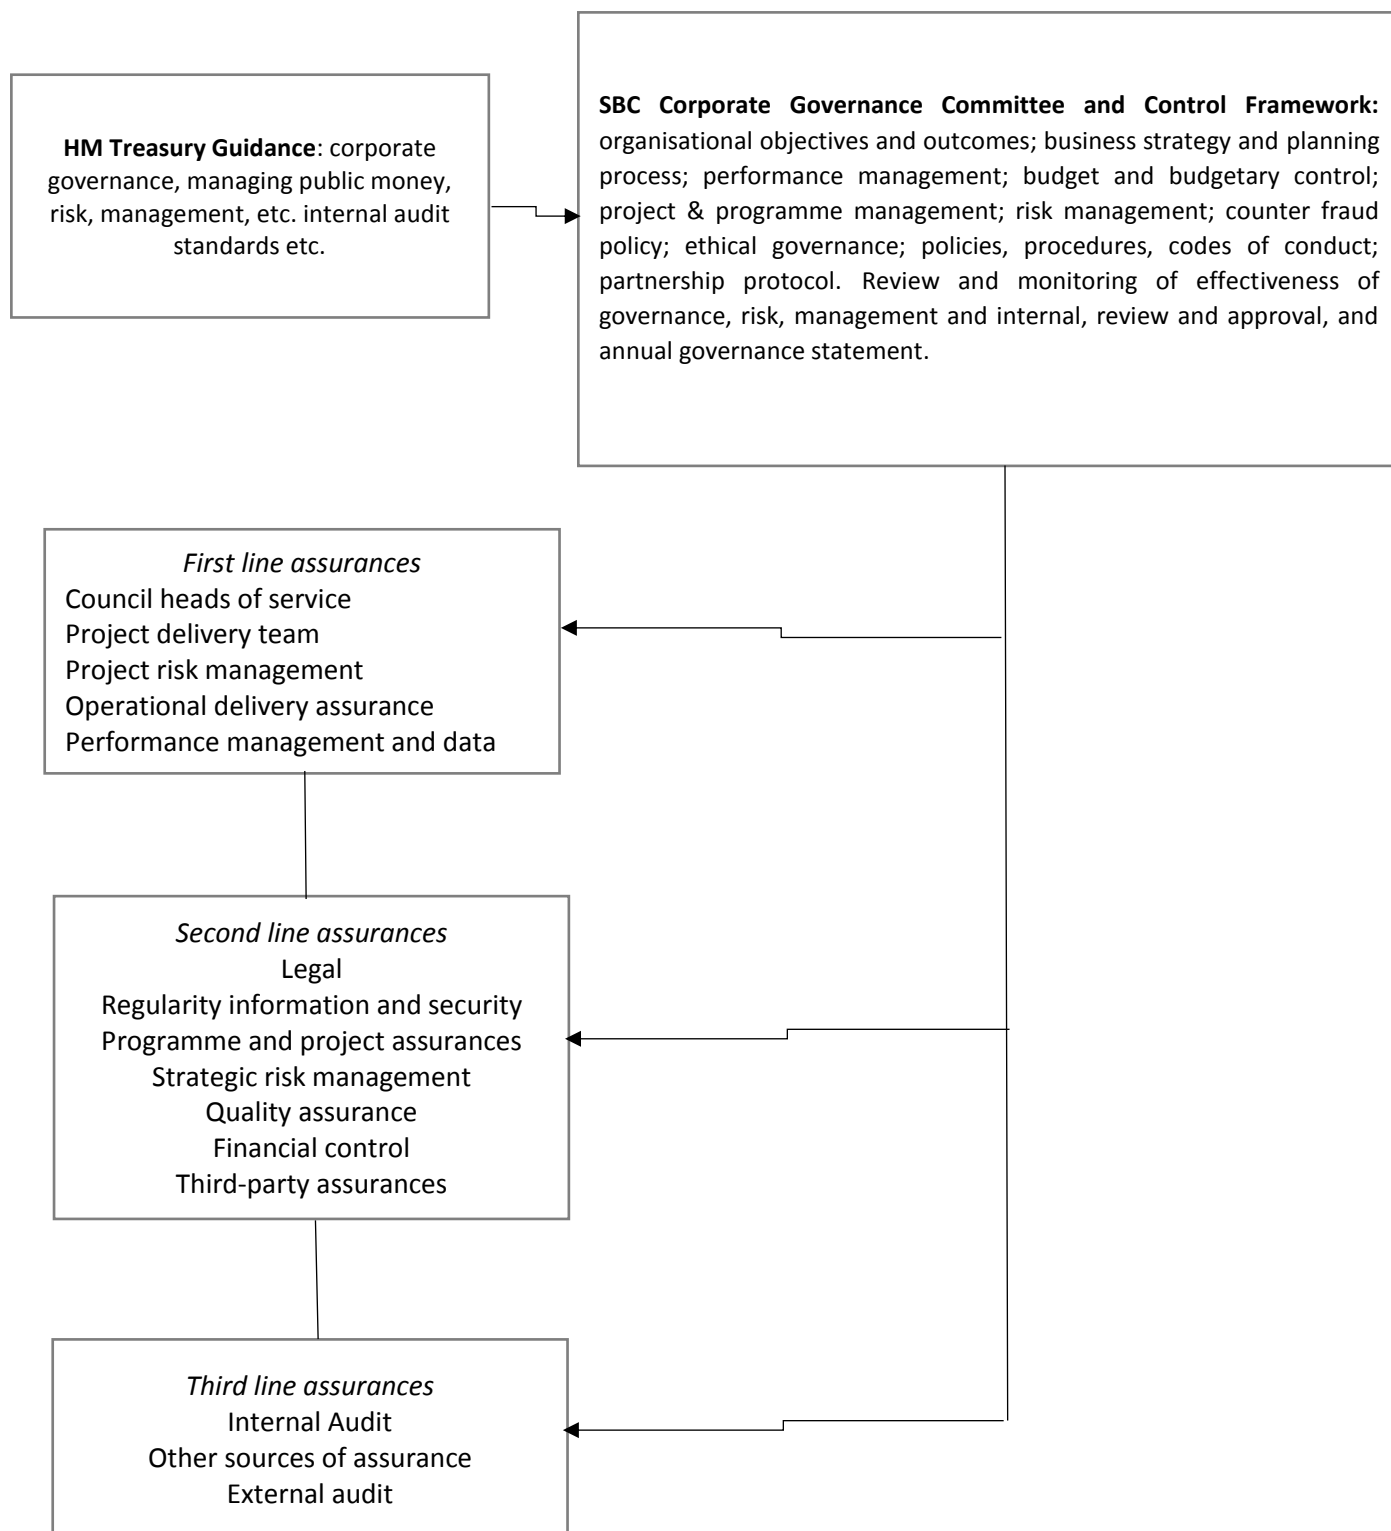 HM Treasury Guidance: corporate
governance, managing public money,
risk, management, etc. internal audit
standards etc.
SBC Corporate Governance Committee and Control Framework:
organisational objectives and outcomes; business strategy and planning
process; performance management; budget and budgetary control;
project & programme management; risk management; counter fraud
policy; ethical governance; policies, procedures, codes of conduct;
partnership protocol. Review and monitoring of effectiveness of
governance, risk, management and internal, review and approval, and
annual governance statement.
First line assurances
Council heads of service
Project delivery team
Project risk management
Operational delivery assurance
Performance management and data
Second line assurances
Legal
Regularity information and security
Programme and project assurances
Strategic risk management
Quality assurance
Financial control
Third-party assurances
Third line assurances
Internal Audit
Other sources of assurance
External audit